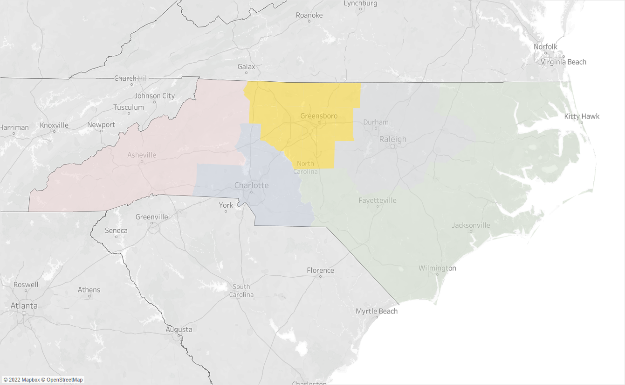 Lynchburg
Roanoke
Norfolk
Virginia Beach
Galax
Church Hill
Johnson City
Tusculum
Harriman
Knoxville
Newport
Greensboro
Durham
Raleigh
Kitty Hawk
Asheville
North
Carolina
Charlotte
York
Fayetteville
Greenville
Seneca
Jacksonville
Wilmington
Florence
Roswell
Athens
South
Carolina
Atlanta
Myrtle Beach
Augusta
© 2022 Mapbox © OpenStreetMap